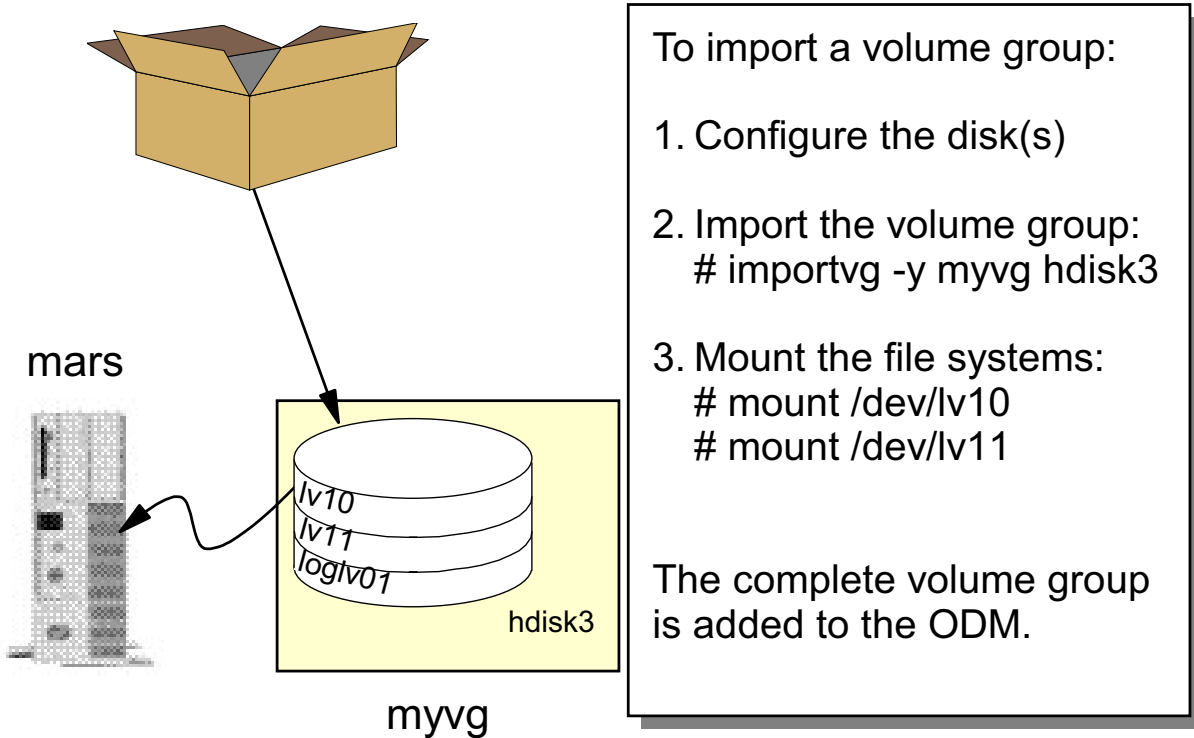 To import a volume group:
1. Configure the disk(s)
2. Import the volume group:
# importvg -y myvg hdisk3
3. Mount the file systems:
# mount /dev/lv10
# mount /dev/lv11
The complete volume group
is added to the ODM.
mars
lv10
lv11
loglv01
hdisk3
myvg